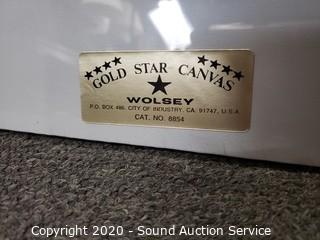 GOLD STAR CANVAS
WOLSEY
P.O. BOX 486, CITY OF INDUSTRY, CA. 91747, U.S.A
CAT. NO. 8854
Copyright 2020 - Sound Auction Service